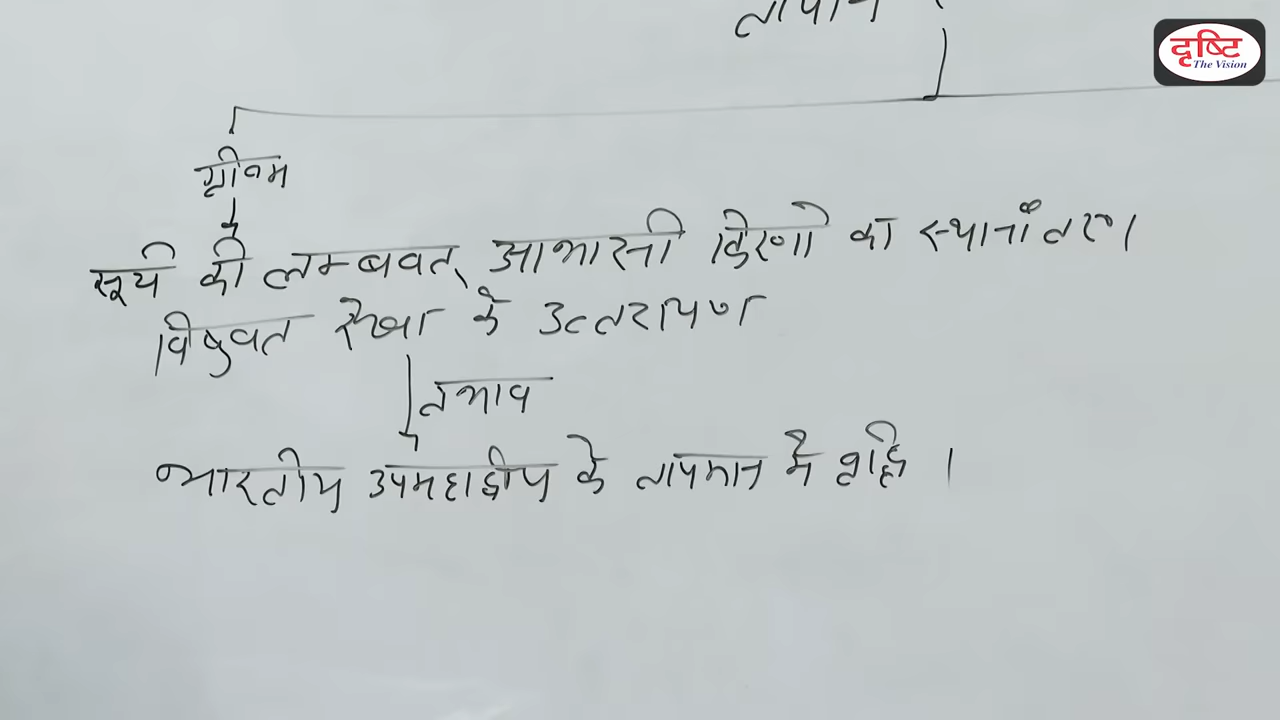 दृष्टि
The Vision
ग्रीष्म
सूर्य की लम्बवत् आभासी किरणों का स्थानांतरण।
विषुवत रेखा के उत्तरायण
प्रभाव
भारतीय उपमहाद्वीप के तापमान में वृद्धि ।